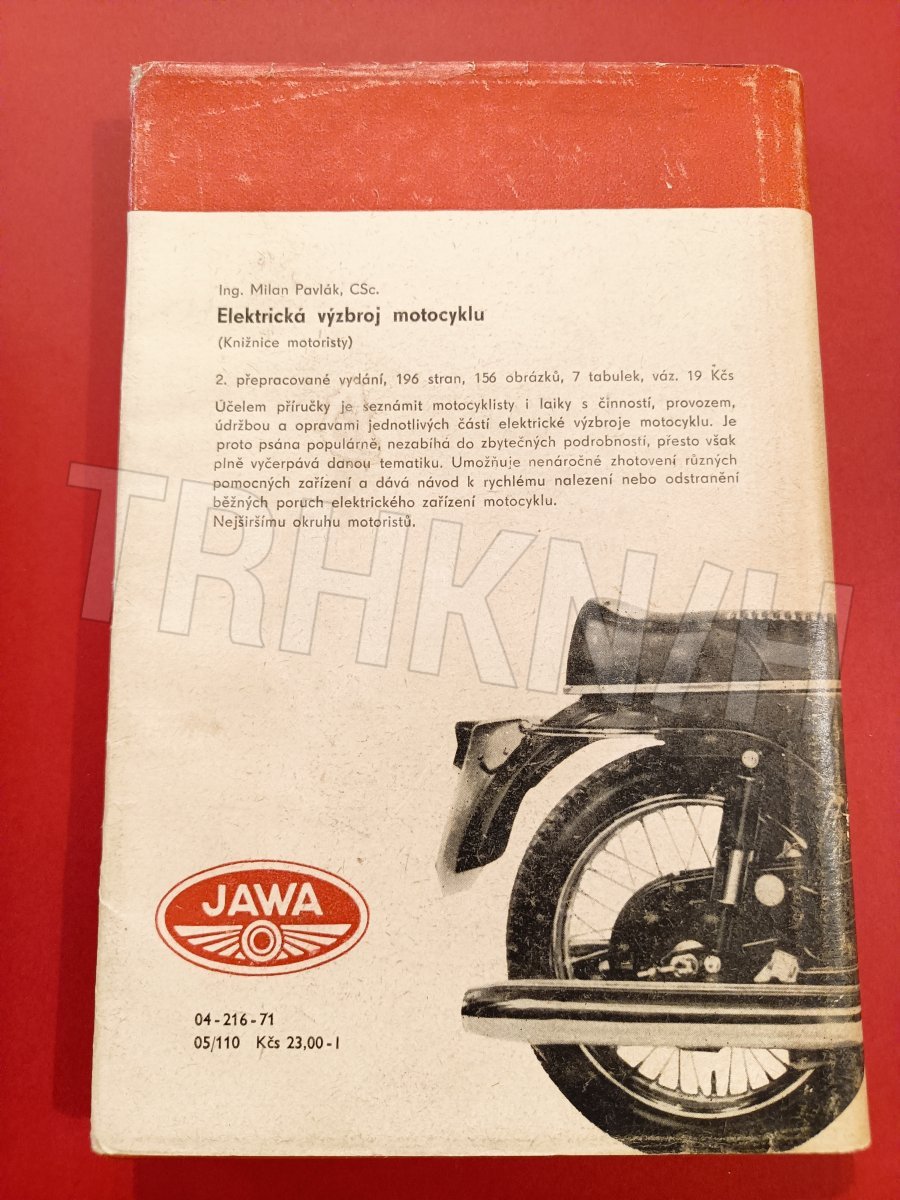 Ing. Milan Pavlák, CSc.
Elektrická výzbroj motocyklu
(Knižnice motoristy)
2. přepracované vydání, 196 stran, 156 obrázků, 7 tabulek, váz. 19 Kčs
Účelem příručky je seznámit motocyklisty i laiky s činností, provozem,
údržbou a opravami jednotlivých částí elektrické výzbroje motocyklu. Je
proto psána populárně, nezabíhá do zbytečných podrobností, přesto však
plně vyčerpává danou tematiku. Umožňuje nenáročné zhotovení různých
pomocných zařízení a dává návod k rychlému nalezení nebo odstranění
běžných poruch elektrického zařízení motocyklu.
Nejširšímu okruhu motoristů.
TRHKNIH
JAWA
04-216-71
05/110 Kčs 23,00-I